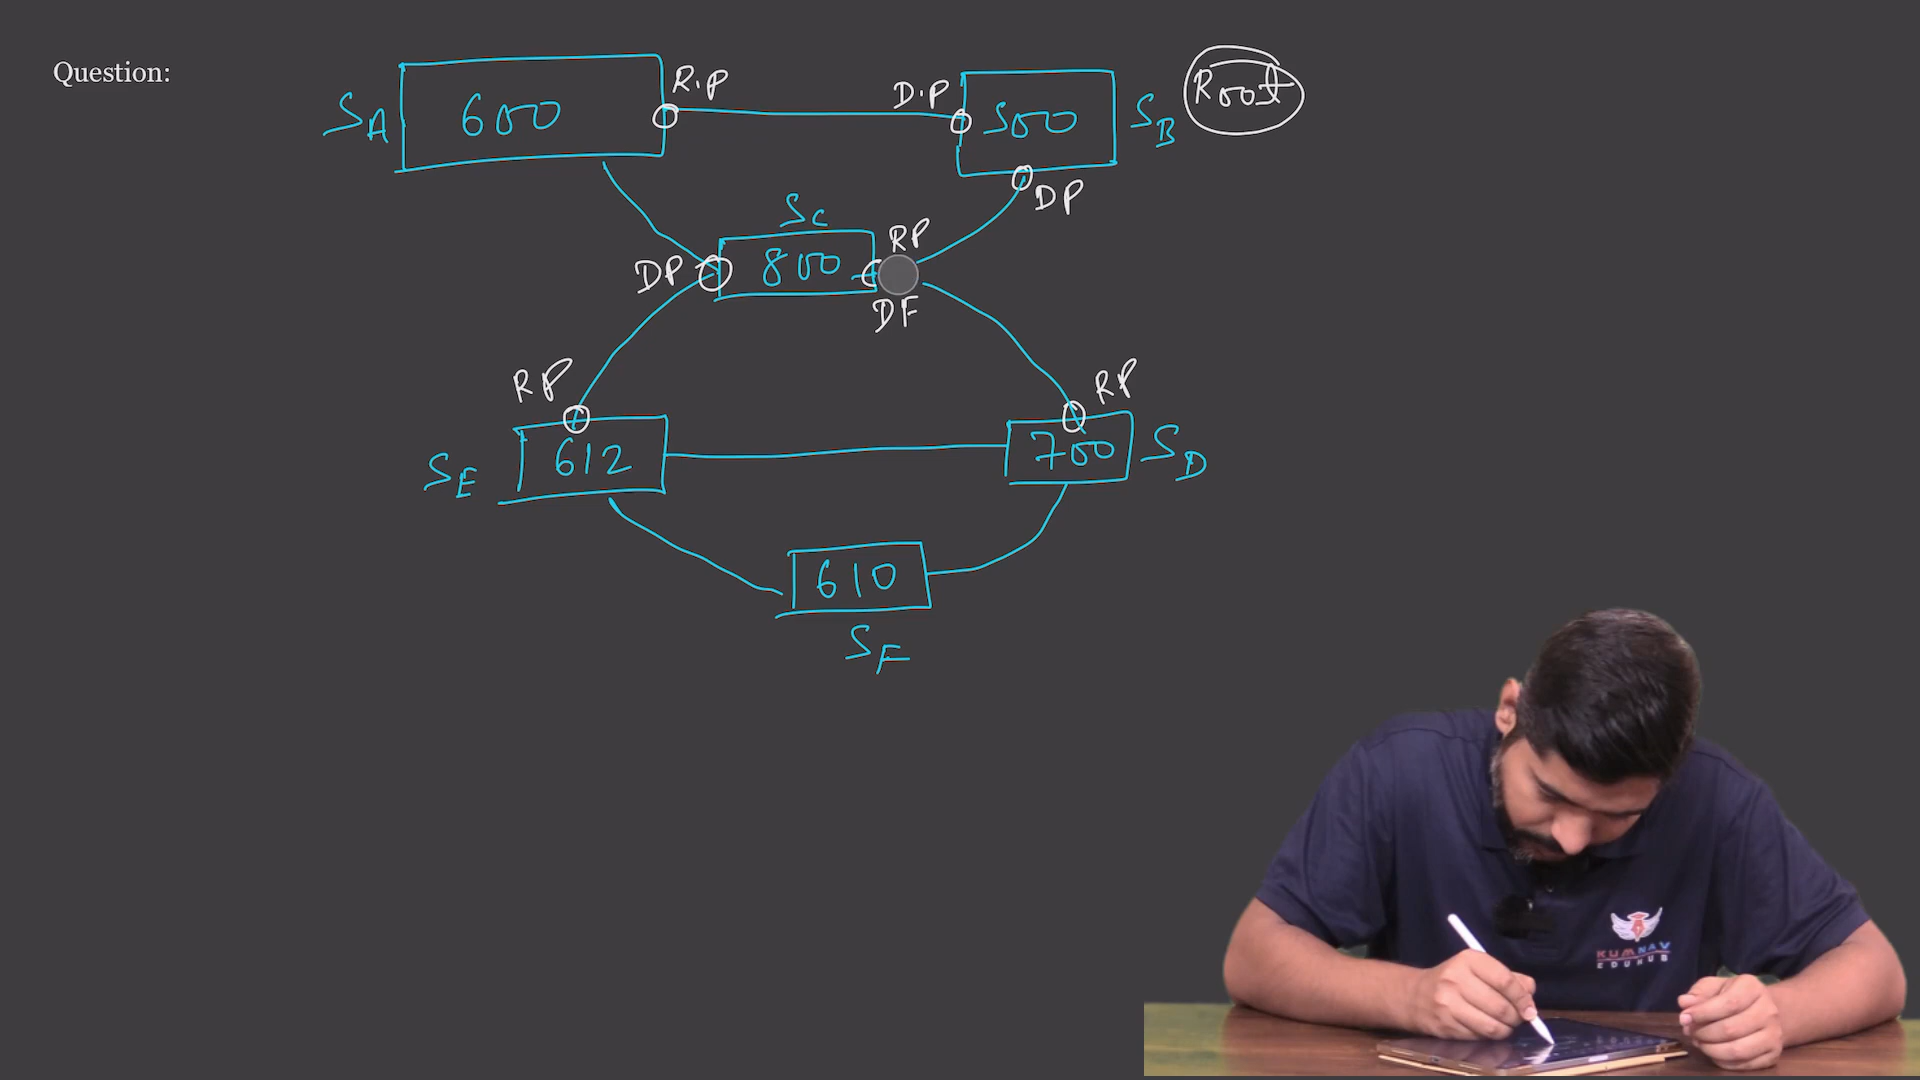 Question:
Root
R.P
D.P
SA
600
500
SB
DP
SC
RP
DP
800
DF
RP
RP
SE
612
700
SD
610
SF
KUMNAV
EDUHUB